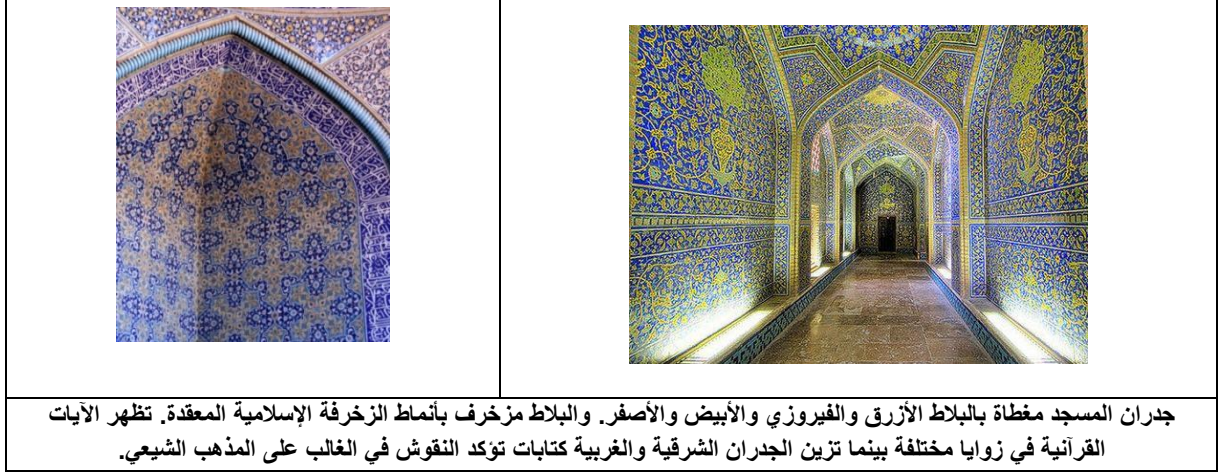 جدران المسجد مغطاة بالبلاط الأزرق والفيروزي والأبيض والأصفر. والبلاط مزخرف بأنماط الزخرفة الإسلامية المعقدة. تظهر الآيات
القرآنية في زوايا مختلفة بينما تزين الجدران الشرقية والغربية كتابات تؤكد النقوش في الغالب على المذهب الشيعي.